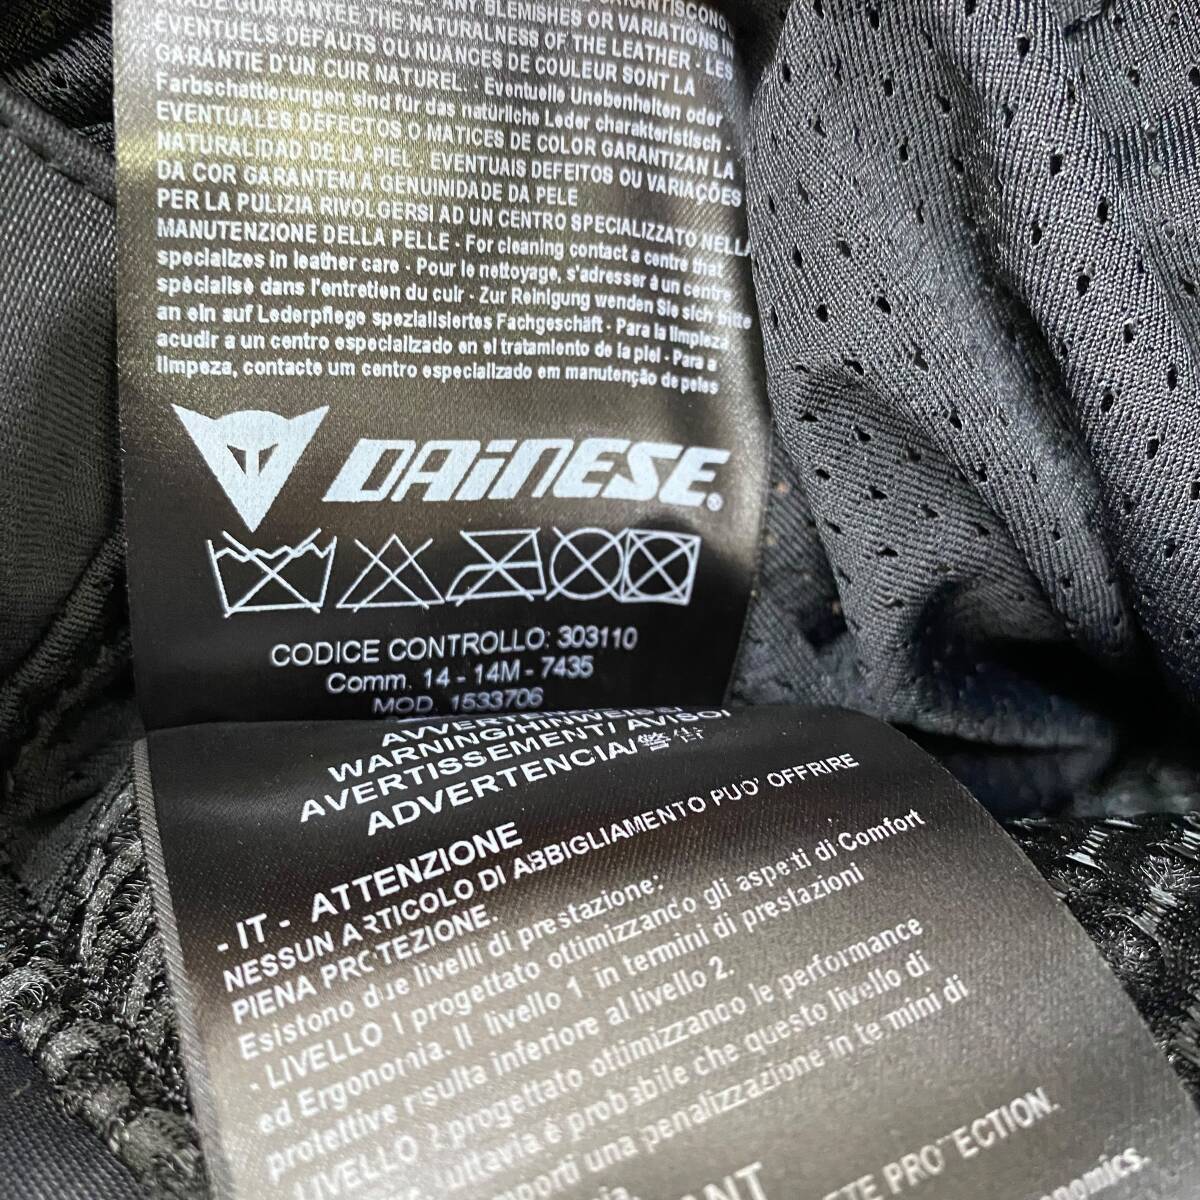 ANY BLEMISHES OR VARIATIONS IN
GUARANTEE THE NATURALNESS OF THE LEATHER - LES
EVENTUELS DÉFAUTS OU NUANCES DE COULEUR SONT LA
GARANTIE D'UN CUIR NATUREL. - Eventuelle Unebenheiten oder
Farbschattierungen sind für das natürliche Leder charakteristisch -
EVENTUALES DEFECTOS O MATICES DE COLOR GARANTIZAN LA
NATURALIDAD DE LA PIEL - EVENTUAIS DEFEITOS OU VARIAÇÕES
DA COR GARANTEM A GENUINIDADE DA PELE
PER LA PULIZIA RIVOLGERSI AD UN CENTRO SPECIALIZZATO NELLA
MANUTENZIONE DELLA PELLE - For cleaning contact a centre that
specializes in leather care - Pour le nettoyage, s'adresser à un centre
spécialisé dans l'entretien du cuir - Zur Reinigung wenden Sie sich bitte
an ein auf Lederpflege spezialisiertes Fachgeschäft - Para la limpieza
acudir a un centro especializado en el tratamiento de la piel - Para a
limpeza, contacte um centro especializado em manutenção de peles
DAINESE®
CODICE CONTROLLO: 303110
Comm. 14 - 14M - 7435
MOD. 1533706
WARNING/HINWEIS/
AVERTISSEMENT/ AVISO/
ADVERTENCIA/警告
- IT - ATTENZIONE
NESSUN ARTICOLO DI ABBIGLIAMENTO PUO' OFFRIRE
PIENA PROTEZIONE.
Esistono due livelli di prestazione:
- LIVELLO 1 progettato ottimizzando gli aspetti di Comfort
ed Ergonomia. Il livello 1 in termini di prestazioni
protettive risulta inferiore al livello 2.
LIVELLO 2 progettato ottimizzando le performance
è probabile che questo livello di
una penalizzazione in termini di
PROTECTION.